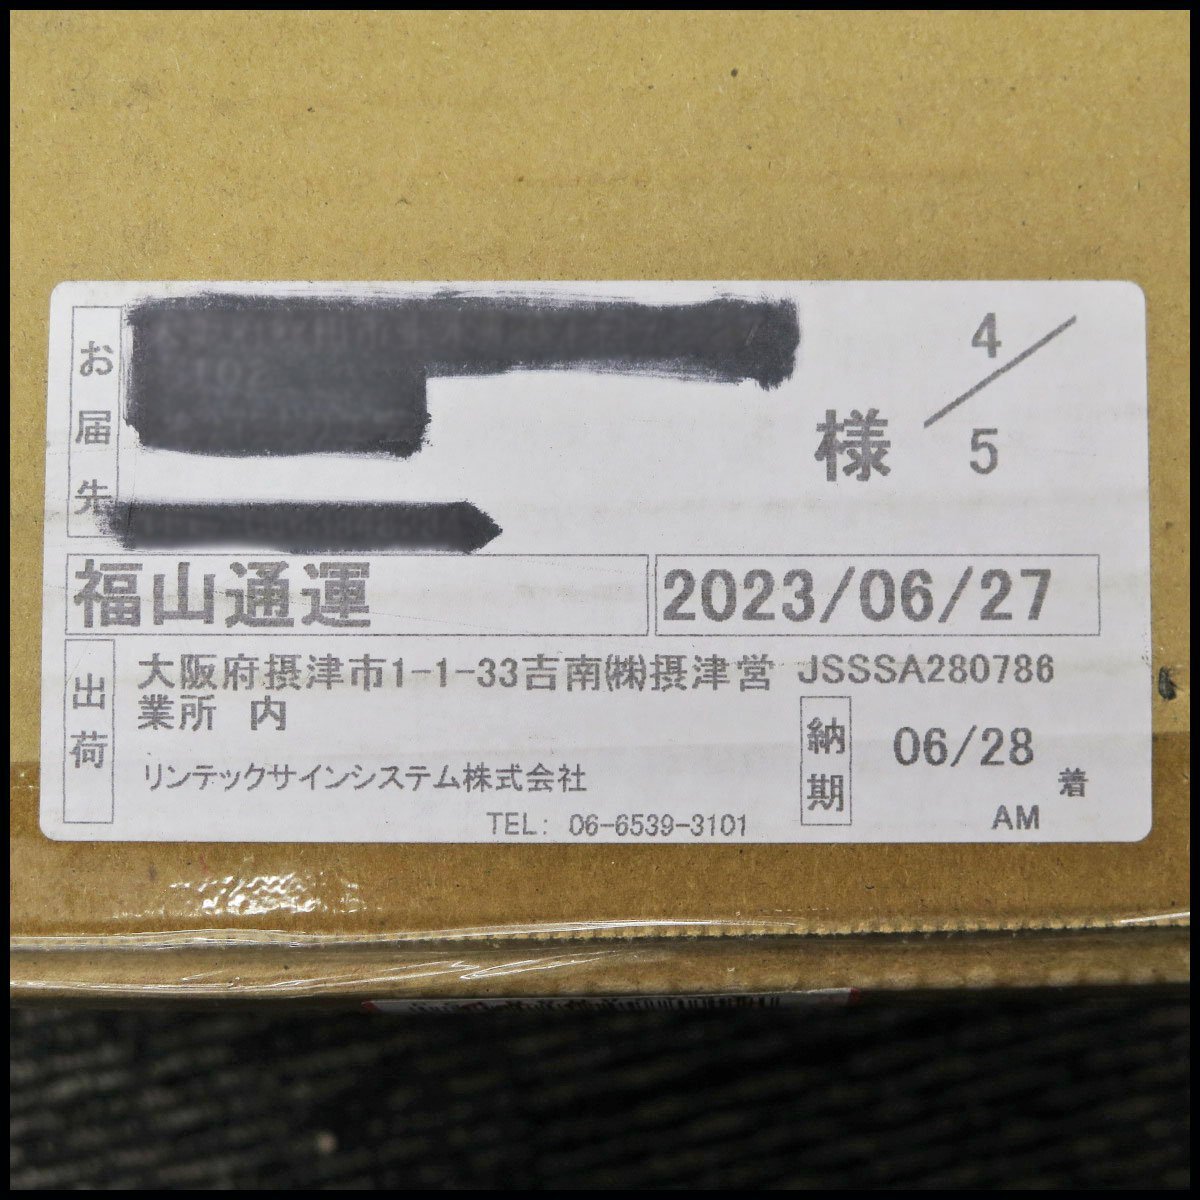 お届先
様
4/5
福山通運
2023/06/27
出荷
大阪府摂津市1-1-33吉南㈱摂津営
業所 内
JSSSA280786
リンテックサインシステム株式会社
TEL: 06-6539-3101
納期
06/28
着
AM